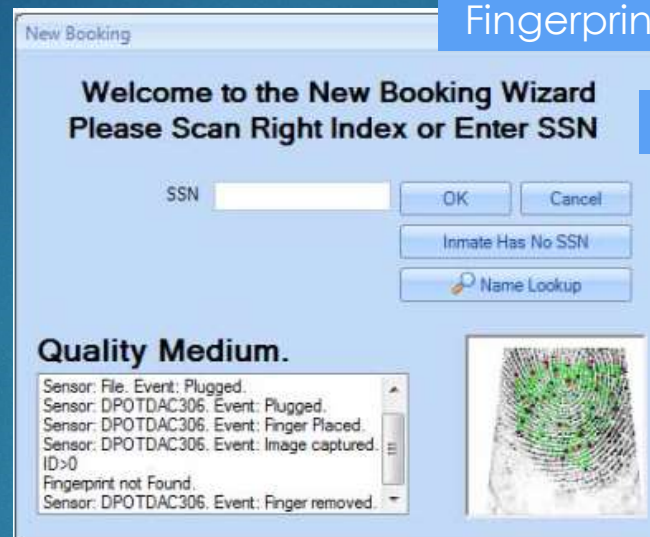 Fingerprin
New Booking
Welcome to the New Booking Wizard
Please Scan Right Index or Enter SSN
SSN
OK
Cancel
Inmate Has No SSN
Name Lookup
Quality Medium.
Sensor: File. Event: Plugged.
Sensor: DPOTDAC306. Event: Plugged.
Sensor: DPOTDAC306. Event: Finger Placed.
Sensor: DPOTDAC306. Event: Image captured.
ID>0
Fingerprint not Found.
Sensor: DPOTDAC306. Event: Finger removed.